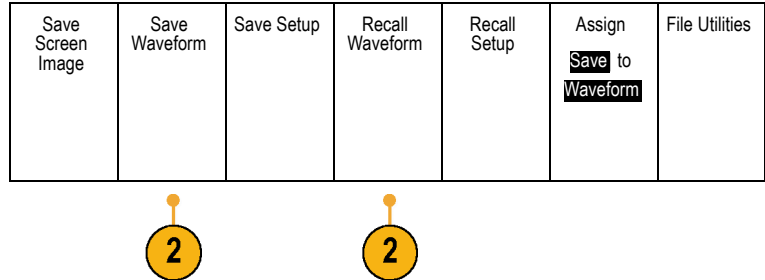 Save
Screen
Image
Save
Waveform
Save Setup
Recall
Waveform
Recall
Setup
Assign
Save to
Waveform
File Utilities
2
2